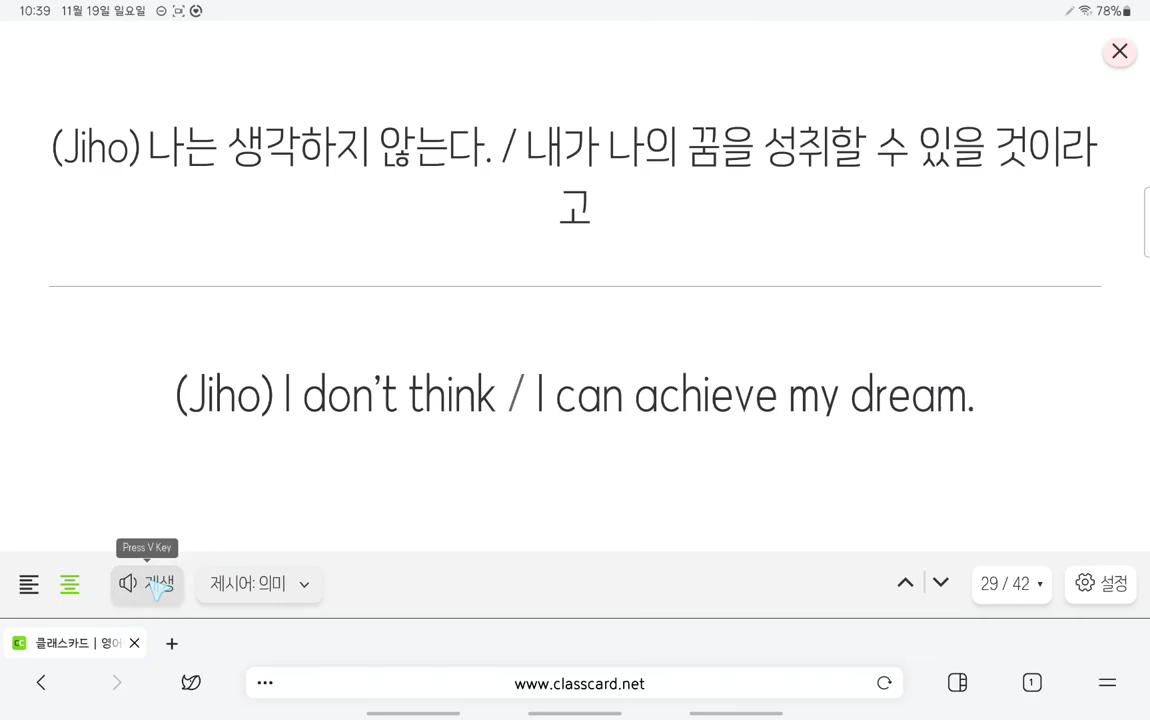 10:39 11월 19일 일요일
78%
(Jiho) 나는 생각하지 않는다. / 내가 나의 꿈을 성취할 수 있을 것이라
고
(Jiho) I don't think / I can achieve my dream.
Press V Key
재생 제시어: 의미 29 / 42 설정
클래스카드 | 영어
www.classcard.net
1